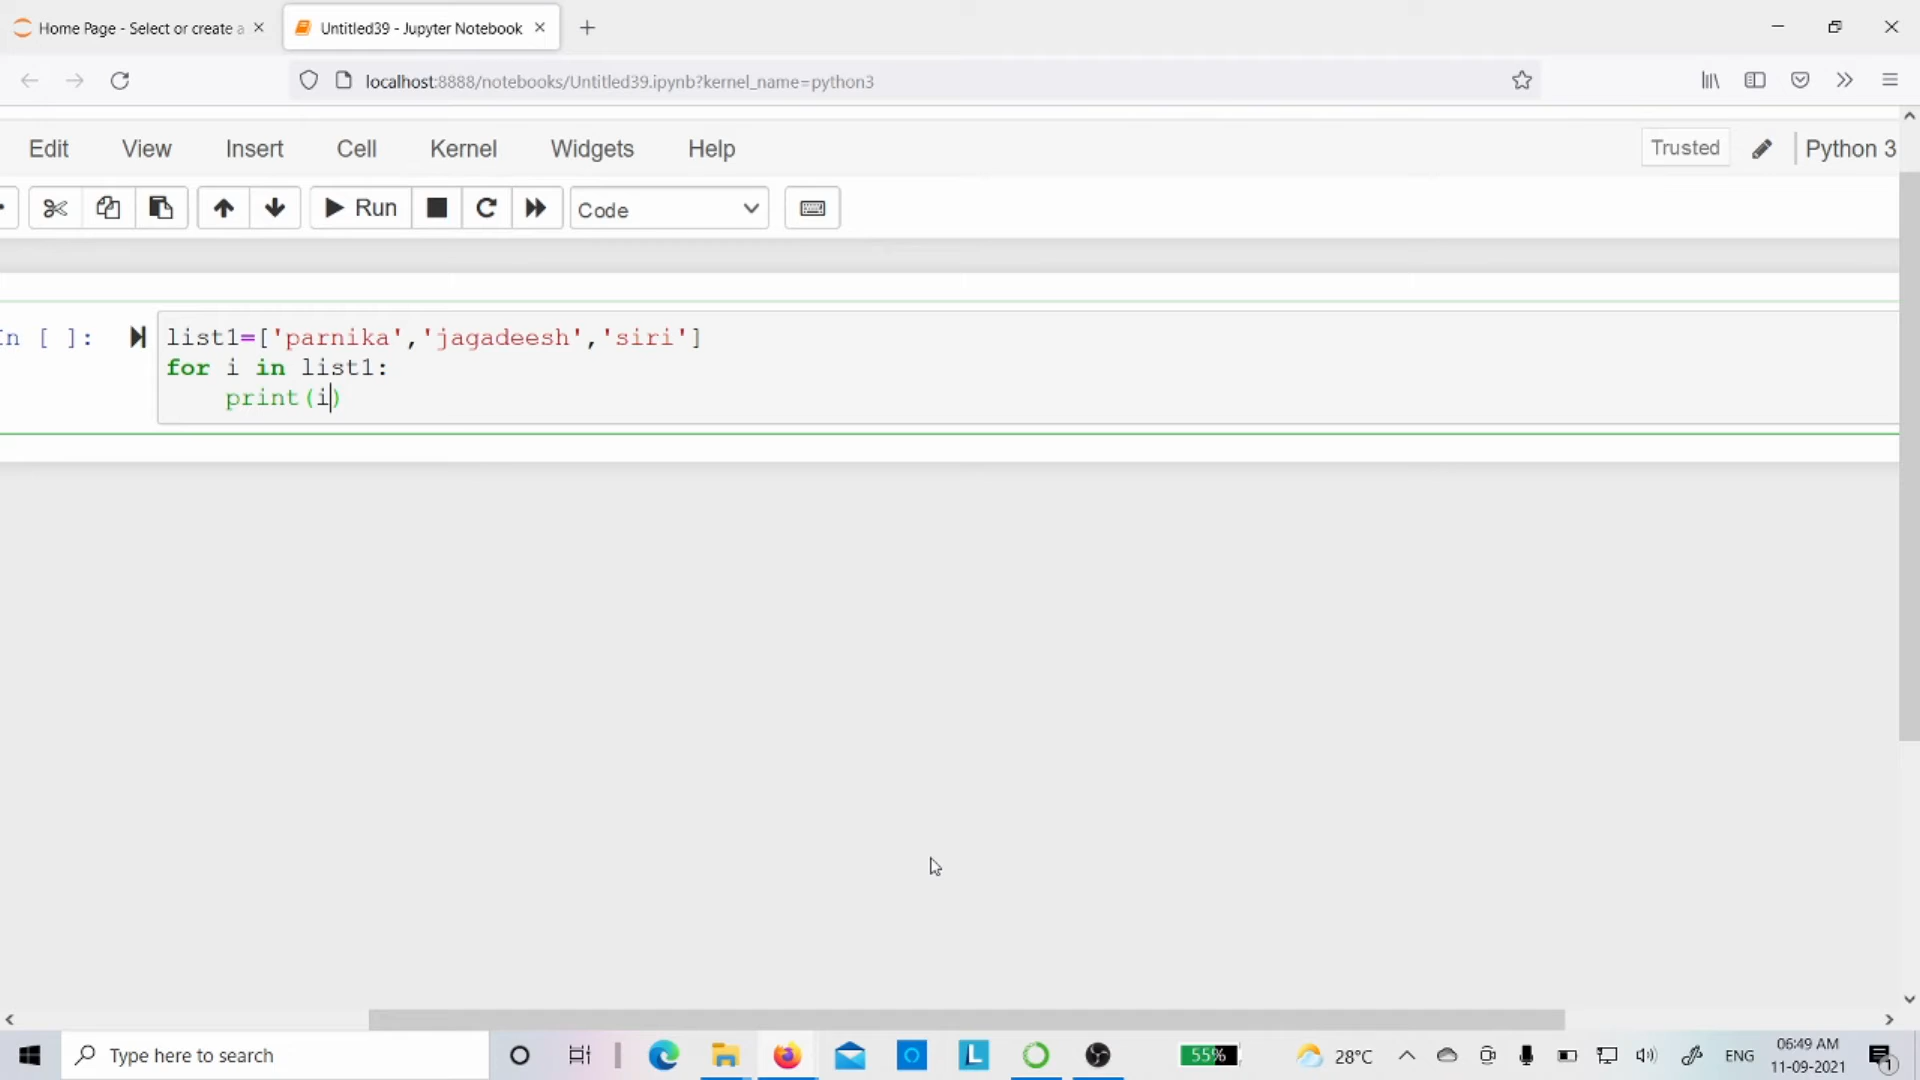 Home Page - Select or create a
Untitled39 - Jupyter Notebook
localhost:8888/notebooks/Untitled39.ipynb?kernel_name=python3
Edit View Insert Cell Kernel Widgets Help Trusted Python 3
Run Code
In [ ]: list1=['parnika','jagadeesh','siri']
for i in list1:
    print(i)
Type here to search 55% 28°C ENG 06:49 AM
11-09-2021
1